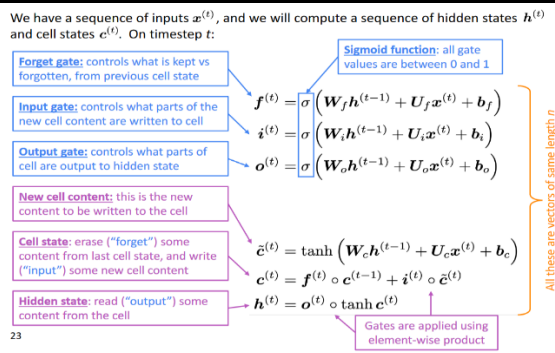 We have a sequence of inputs x^(t), and we will compute a sequence of hidden states h^(t)
and cell states c^(t). On timestep t:
Sigmoid function: all gate
values are between 0 and 1
Forget gate: controls what is kept vs
forgotten, from previous cell state
Input gate: controls what parts of the
new cell content are written to cell
Output gate: controls what parts of
cell are output to hidden state
f^(t) = σ(W_f h^(t−1) + U_f x^(t) + b_f)
i^(t) = σ(W_i h^(t−1) + U_i x^(t) + b_i)
o^(t) = σ(W_o h^(t−1) + U_o x^(t) + b_o)
New cell content: this is the new
content to be written to the cell
Cell state: erase (“forget”) some
content from last cell state, and write
(“input”) some new cell content
Hidden state: read (“output”) some
content from the cell
c̃^(t) = tanh(W_c h^(t−1) + U_c x^(t) + b_c)
c^(t) = f^(t) ∘ c^(t−1) + i^(t) ∘ c̃^(t)
h^(t) = o^(t) ∘ tanh c^(t)
Gates are applied using
element-wise product
All these are vectors of same length n
23